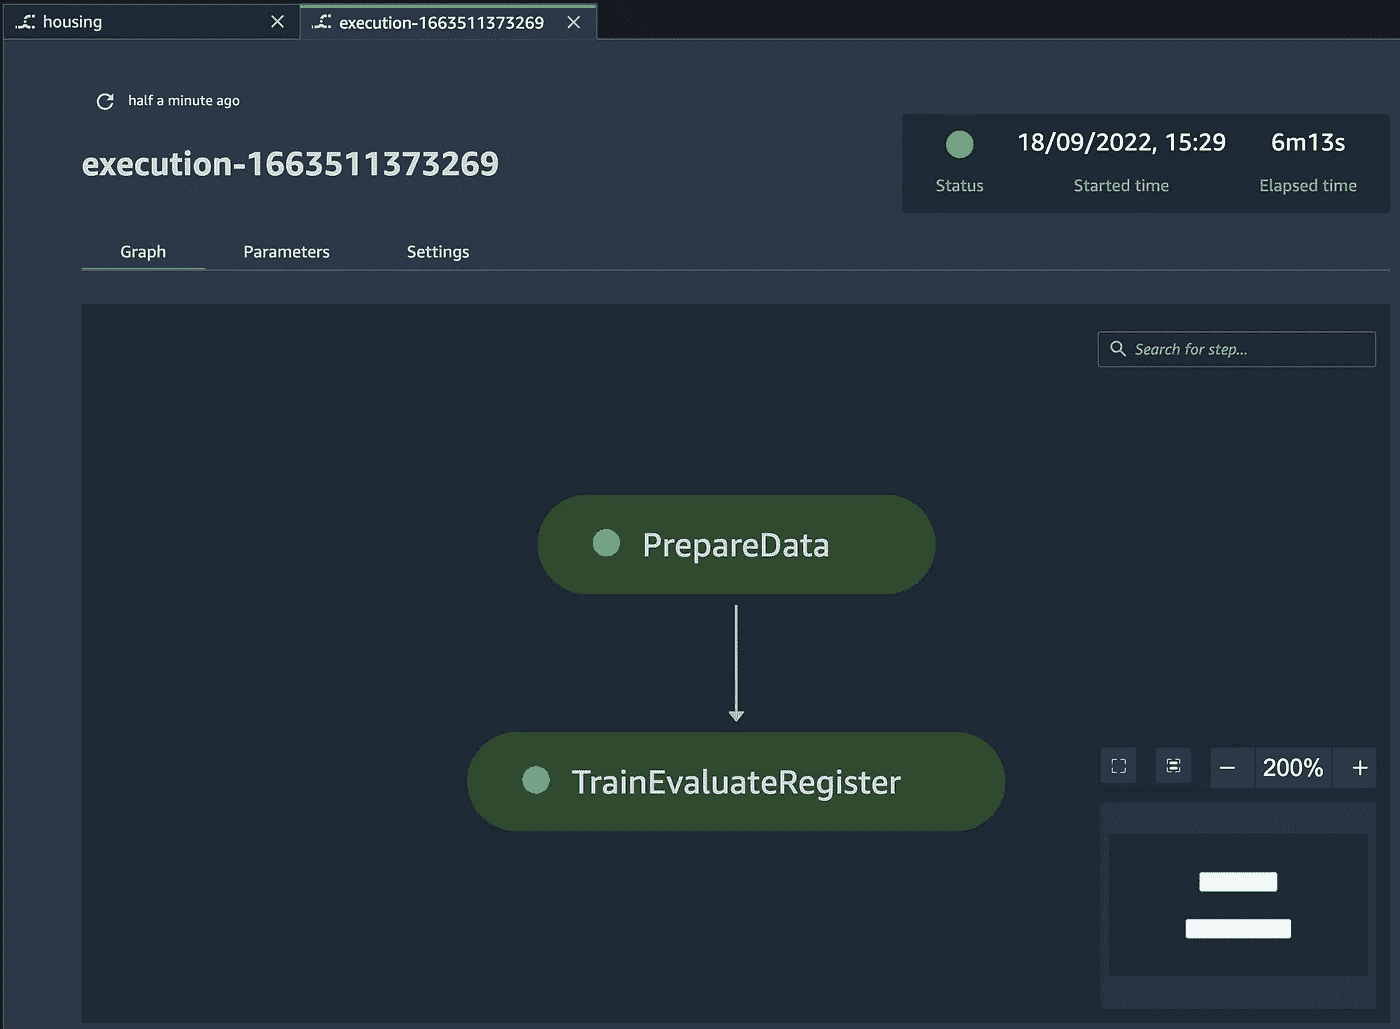 housing
execution-1663511373269
half a minute ago
execution-1663511373269
18/09/2022, 15:29
6m13s
Status
Started time
Elapsed time
Graph
Parameters
Settings
Search for step...
PrepareData
TrainEvaluateRegister
200%